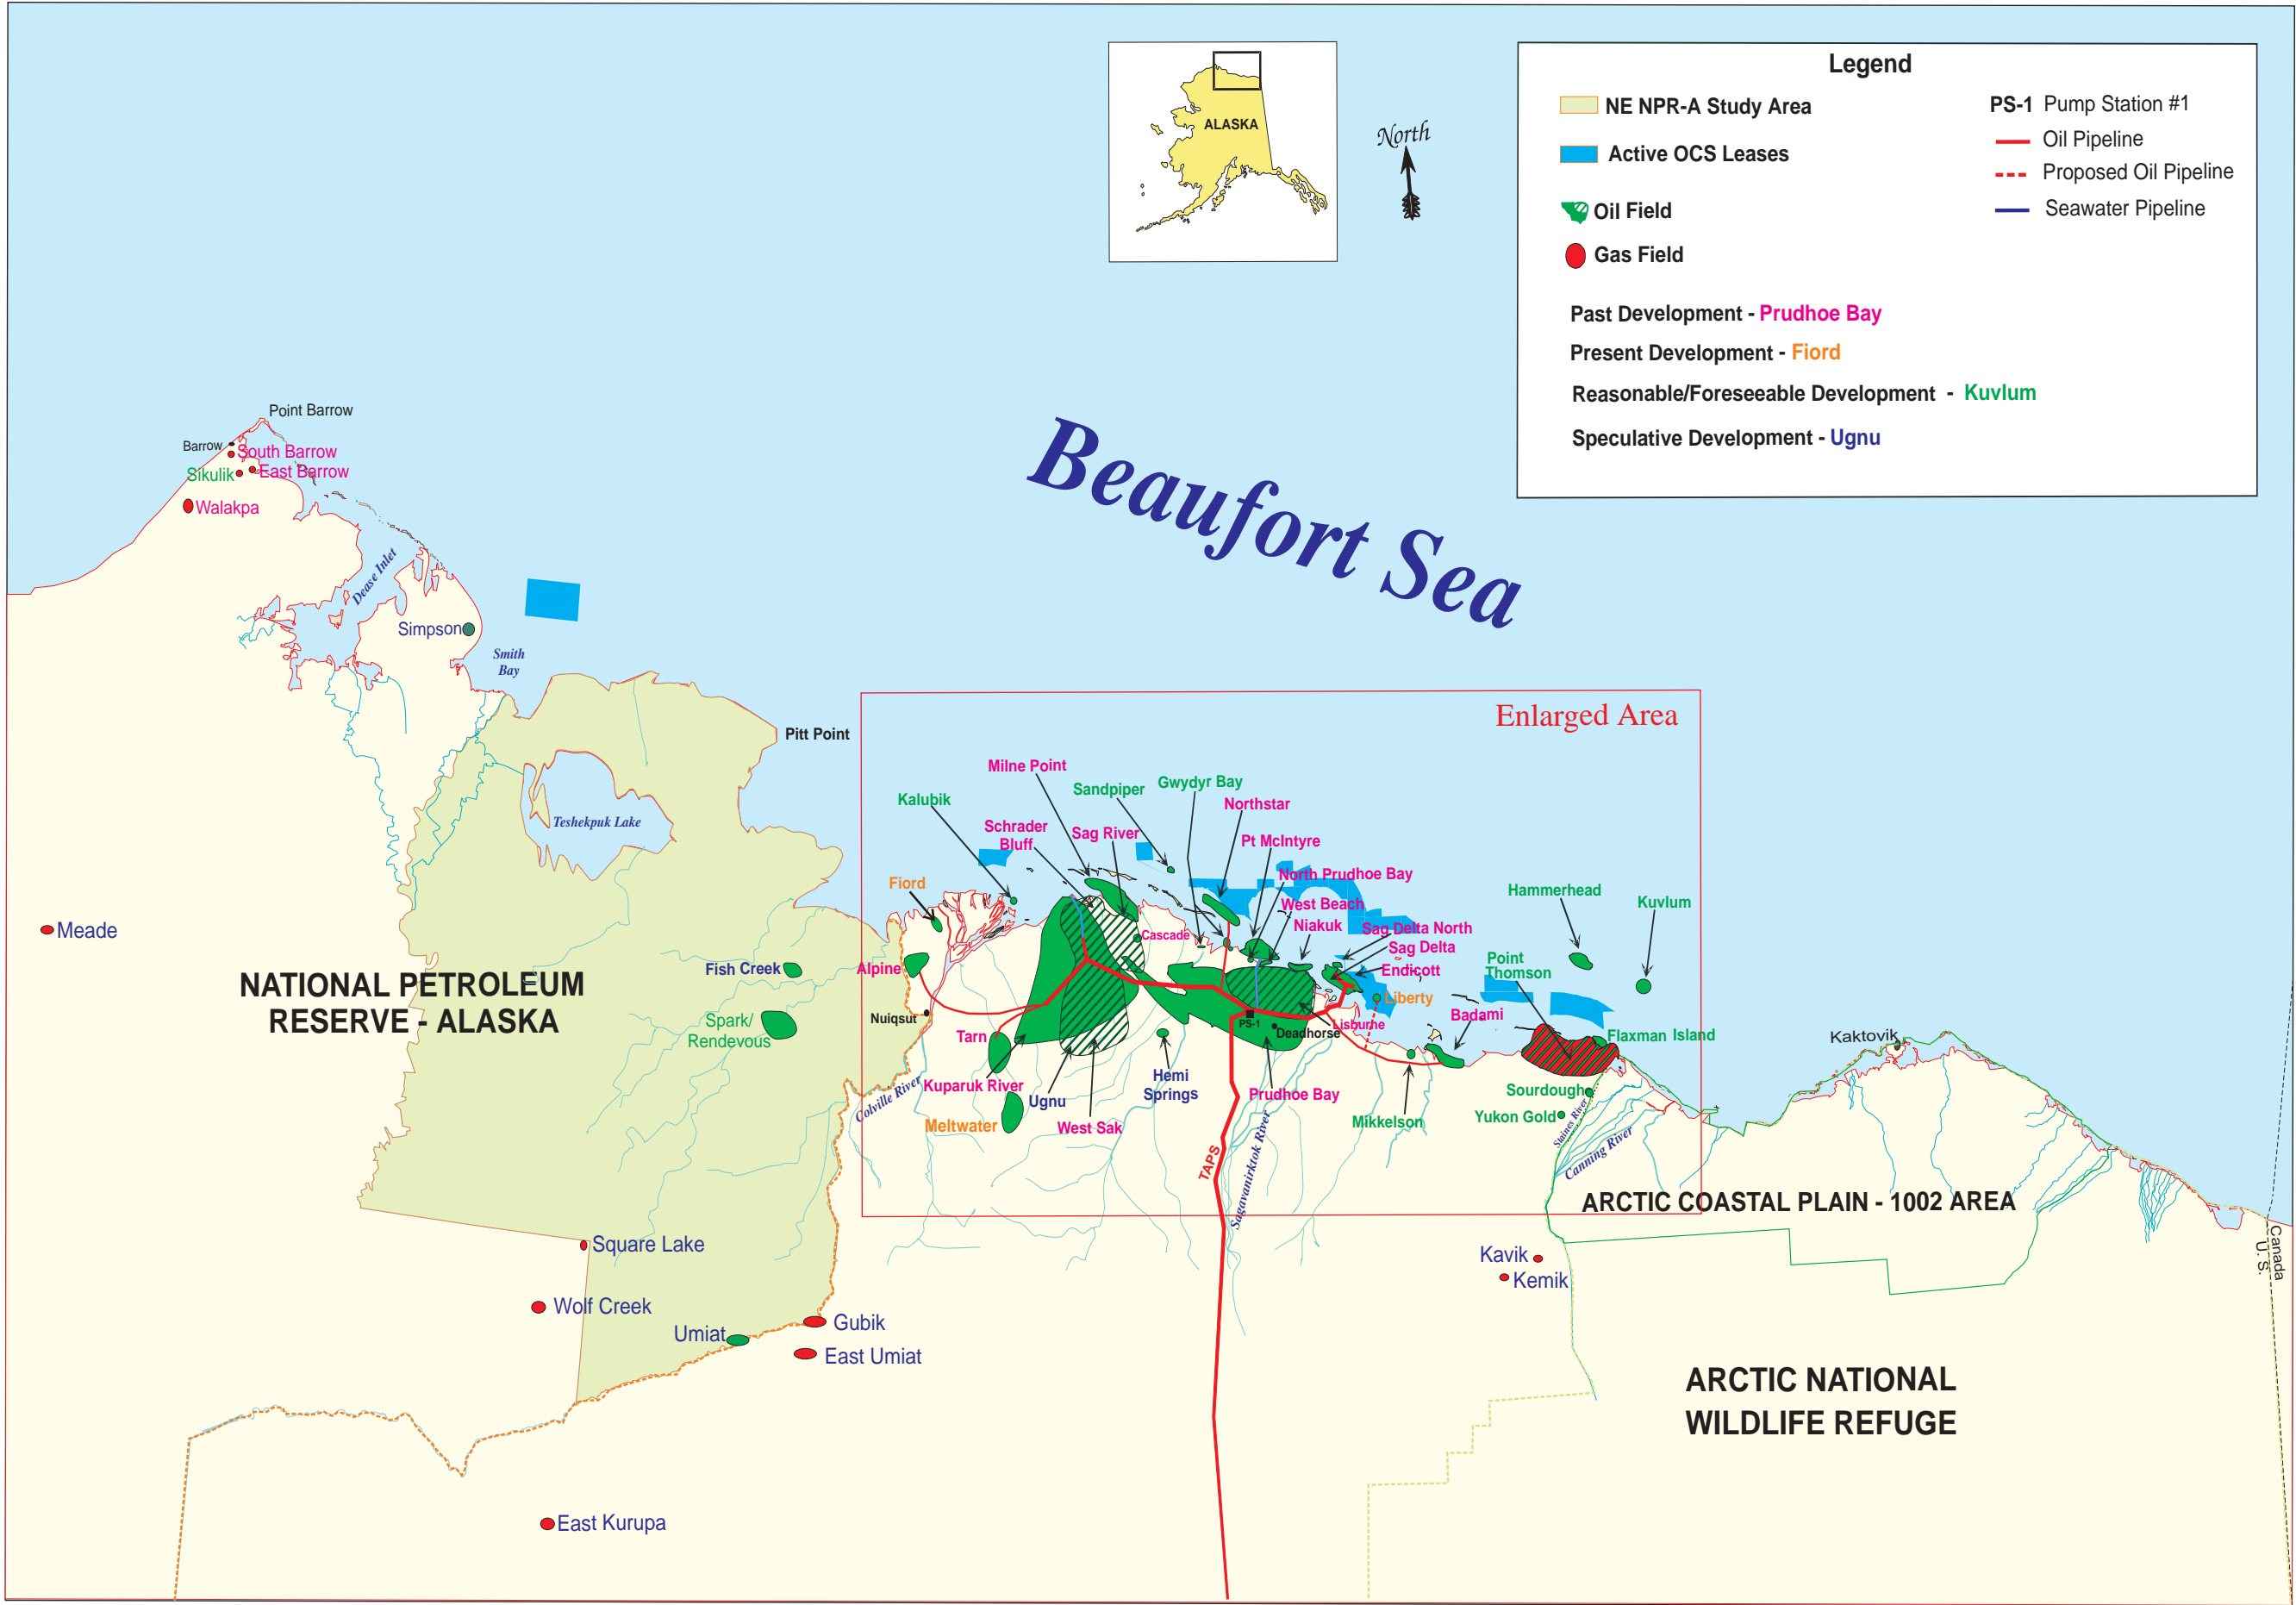 Legend
NE NPR-A Study Area
Active OCS Leases
Oil Field
Gas Field
PS-1 Pump Station #1
Oil Pipeline
Proposed Oil Pipeline
Seawater Pipeline
Past Development - Prudhoe Bay
Present Development - Fiord
Reasonable/Foreseeable Development - Kuvlum
Speculative Development - Ugnu
ALASKA
North
Beaufort Sea
Point Barrow
Barrow
South Barrow
Sikulik
East Barrow
Walakpa
Dease Inlet
Simpson
Smith
Bay
Pitt Point
Teshekpuk Lake
Enlarged Area
Milne Point
Sandpiper
Gwydyr Bay
Kalubik
Northstar
Schrader
Bluff
Sag River
Pt McIntyre
North Prudhoe Bay
West Beach
Niakuk
Sag Delta North
Sag Delta
Endicott
Liberty
Fiord
Hammerhead
Kuvlum
Cascade
Alpine
Point
Thomson
Meade
NATIONAL PETROLEUM
RESERVE - ALASKA
Fish Creek
Spark/
Rendevous
Nuiqsut
Tarn
PS-1
Deadhorse
Lisburne
Badami
Flaxman Island
Kaktovik
Kuparuk River
Ugnu
West Sak
Hemi
Springs
Prudhoe Bay
Mikkelson
Sourdough
Yukon Gold
Meltwater
Colville River
TAPS
Sagavanirktok River
Staines River
Canning River
ARCTIC COASTAL PLAIN - 1002 AREA
Square Lake
Wolf Creek
Umiat
Gubik
East Umiat
Kavik
Kemik
Canada
U. S.
ARCTIC NATIONAL
WILDLIFE REFUGE
East Kurupa